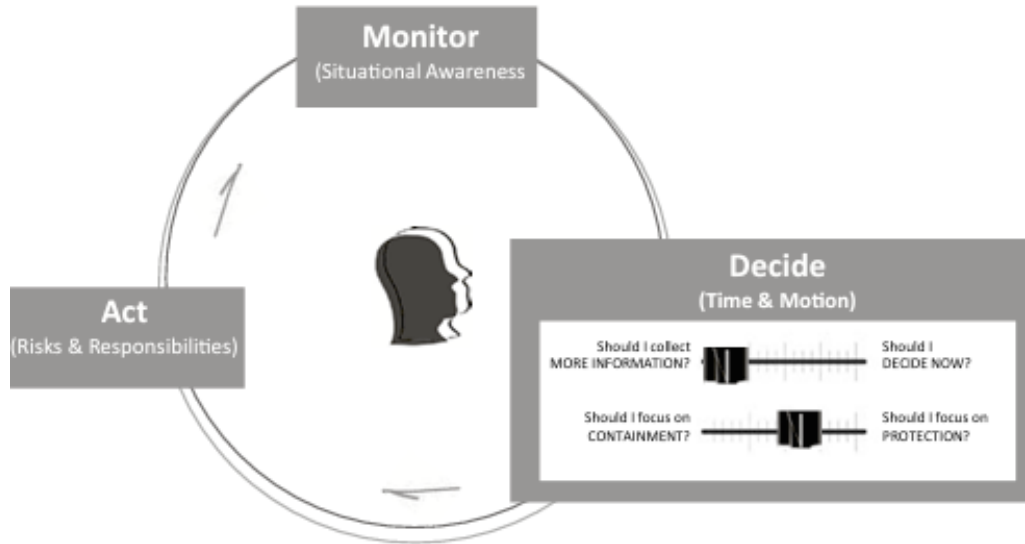 Monitor
(Situational Awareness
Decide
(Time & Motion)
Should I collect
MORE INFORMATION?
Should I
DECIDE NOW?
Should I focus on
CONTAINMENT?
Should I focus on
PROTECTION?
Act
(Risks & Responsibilities)